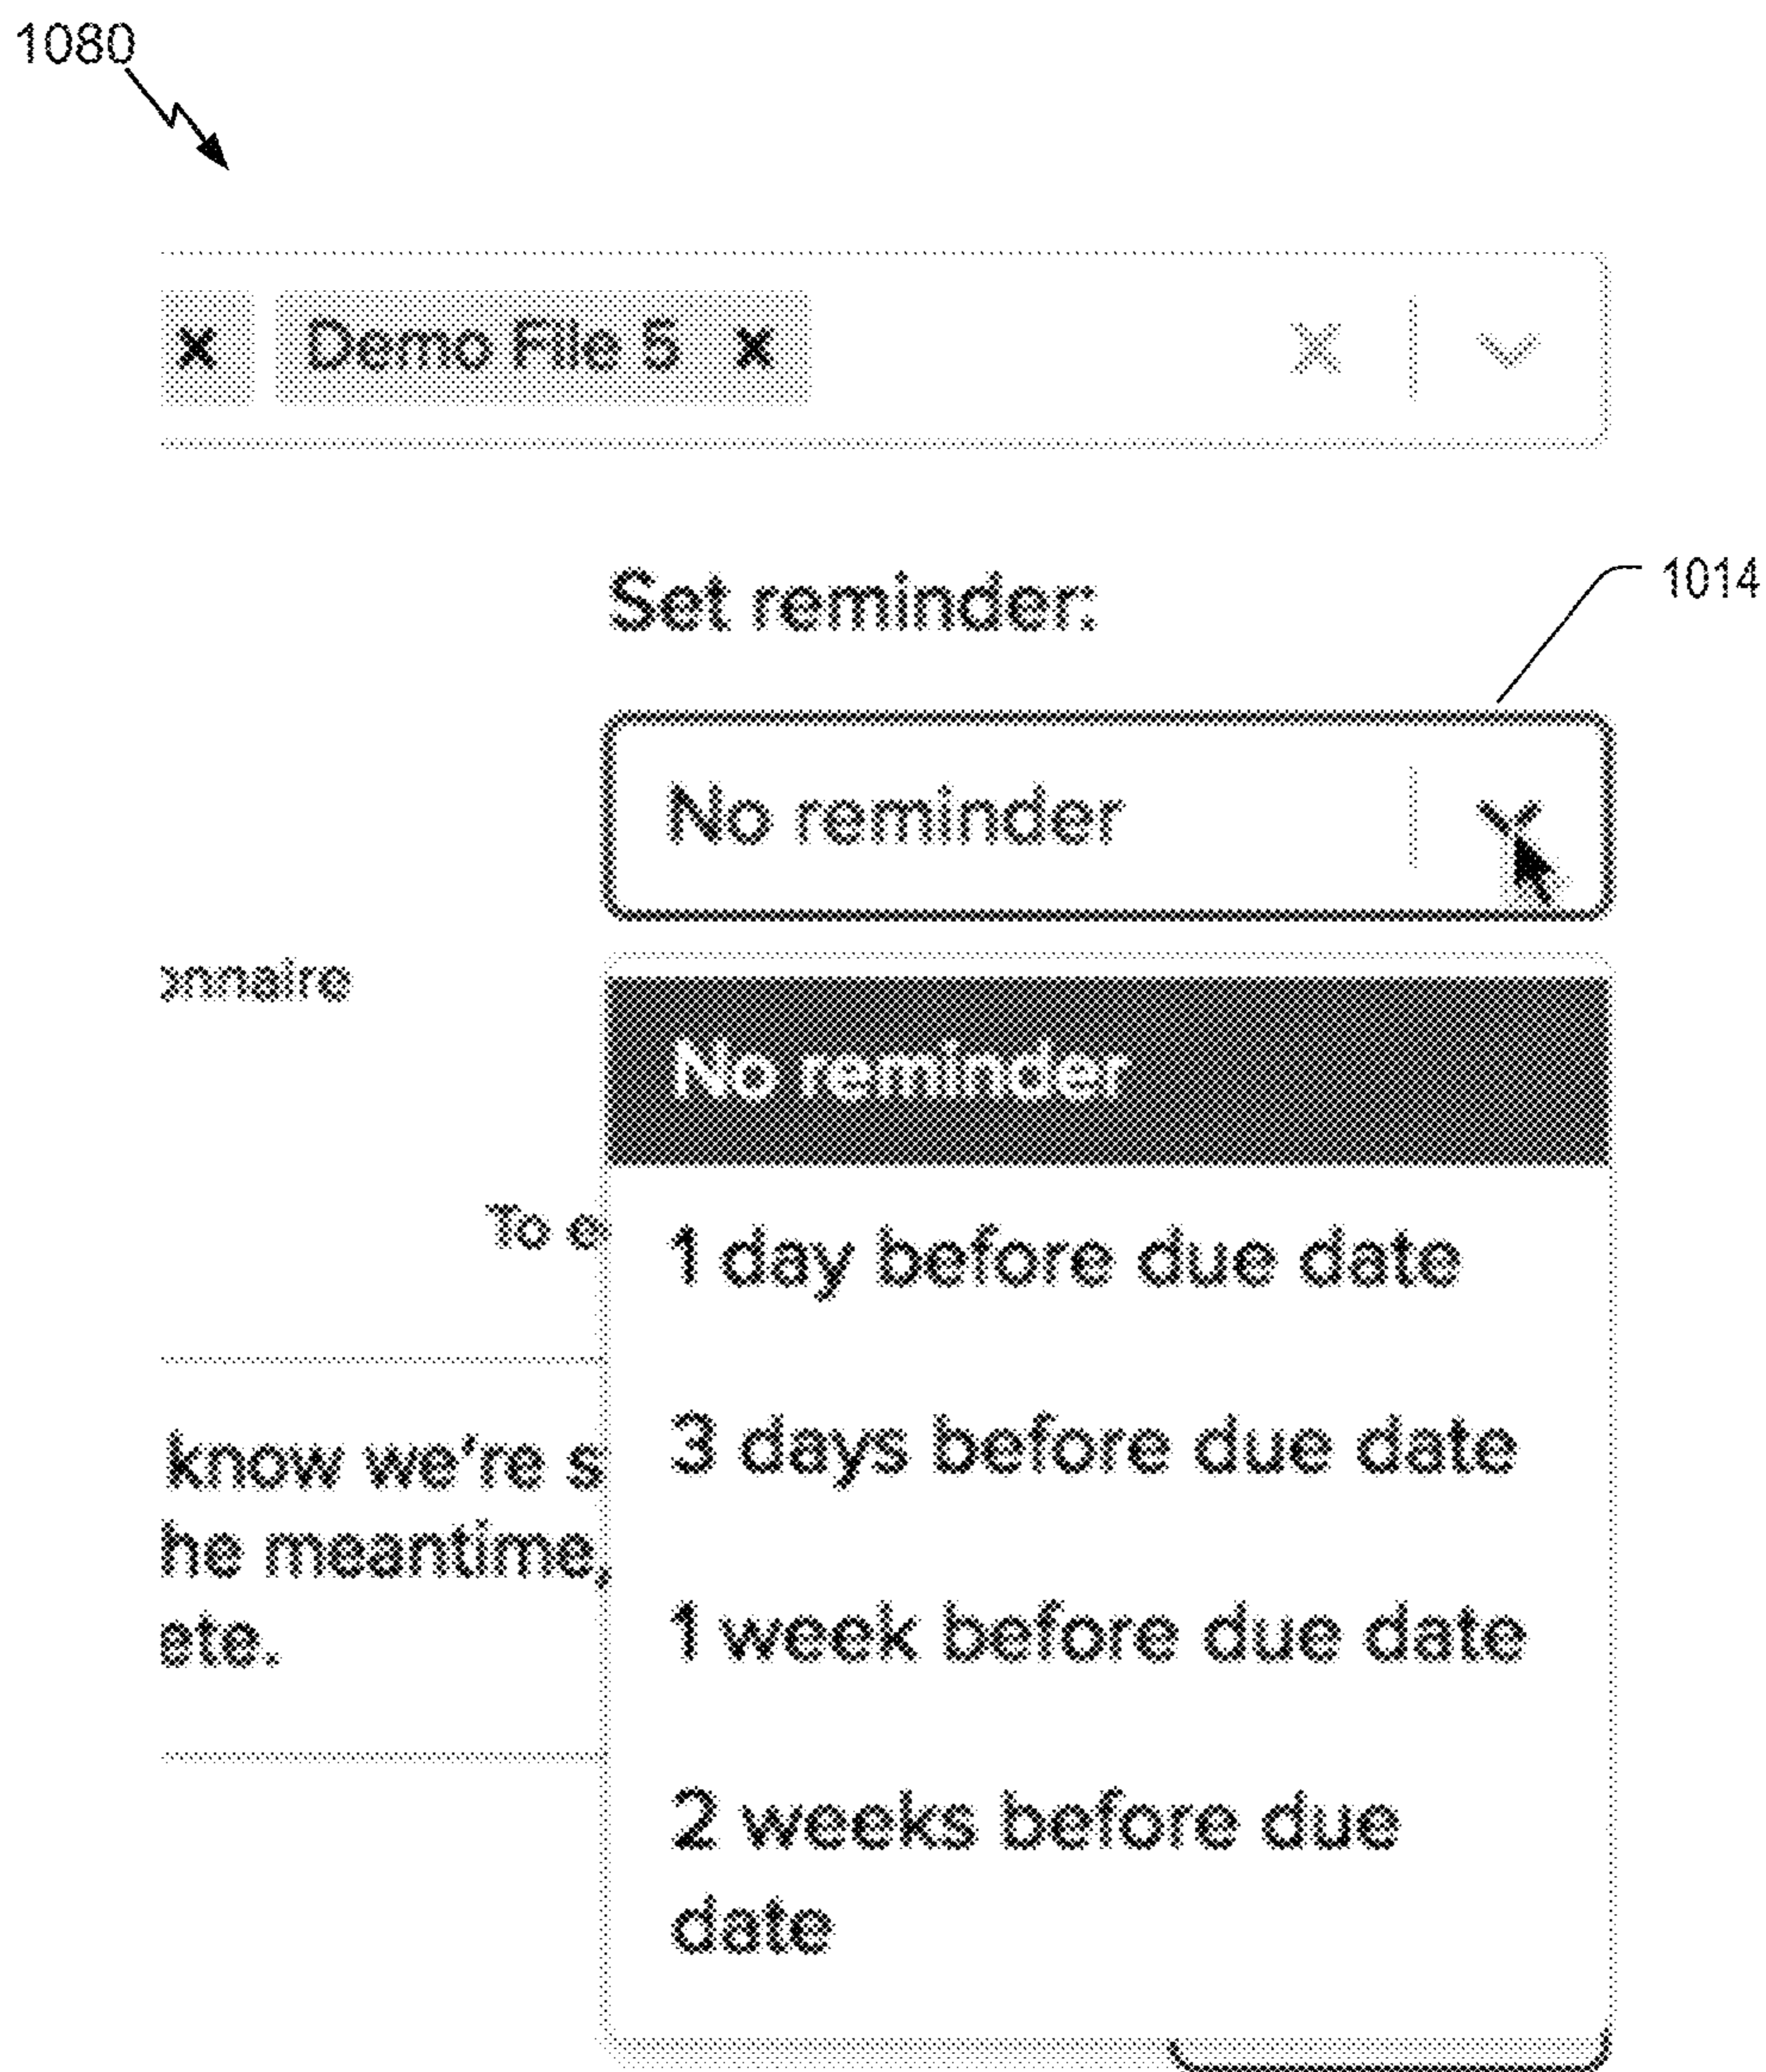 1080
× Demo File 5 ×
Set reminder:
1014
No reminder
onnaire
No reminder
To e
1 day before due date
know we're s
3 days before due date
he meantime,
1 week before due date
ete.
2 weeks before due
date